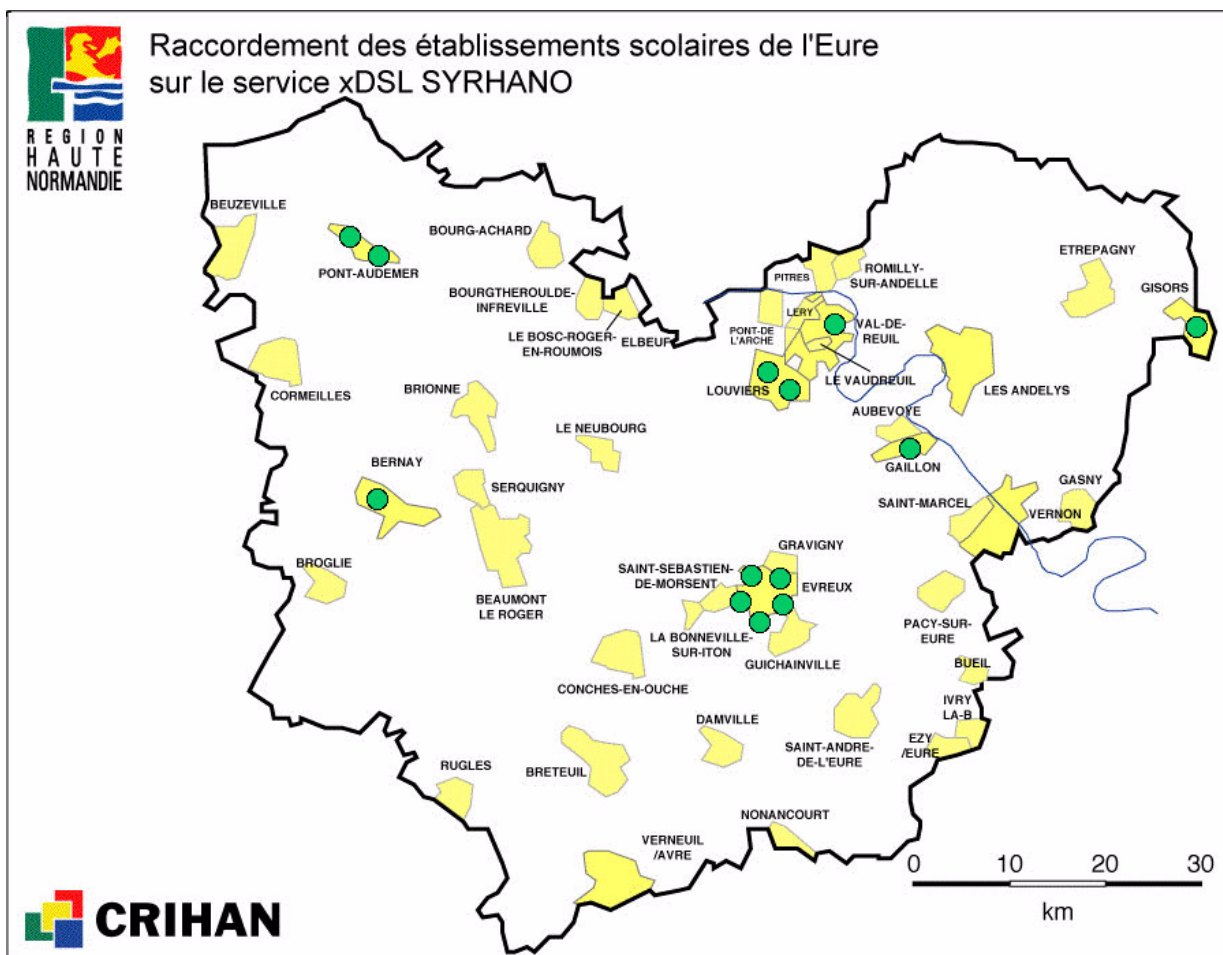 Raccordement des établissements scolaires de l'Eure
sur le service xDSL SYRHANO
REGION
HAUTE
NORMANDIE
BEUZEVILLE
PONT-AUDEMER
BOURG-ACHARD
BOURGTHEROULDE-
INFREVILLE
LE BOSC-ROGER-
EN-ROUMOIS
ELBEUF
PITRES
ROMILLY-
SUR-ANDELLE
ETREPAGNY
GISORS
LERY
PONT-DE
L'ARCHE
VAL-DE-
REUIL
LE VAUDREUIL
LOUVIERS
LES ANDELYS
CORMEILLES
BRIONNE
AUBEVOYE
GAILLON
LE NEUBOURG
BERNAY
SERQUIGNY
SAINT-MARCEL
VERNON
GASNY
BROGLIE
BEAUMONT
LE ROGER
GRAVIGNY
SAINT-SEBASTIEN-
DE-MORSENT
EVREUX
LA BONNEVILLE-
SUR-ITON
GUICHAINVILLE
PACY-SUR-
EURE
BUEIL
CONCHES-EN-OUCHE
IVRY
LA-B
EZY
/EURE
DAMVILLE
SAINT-ANDRE-
DE-L'EURE
RUGLES
BRETEUIL
NONANCOURT
VERNEUIL
/AVRE
0 10 20 30
km
CRIHAN